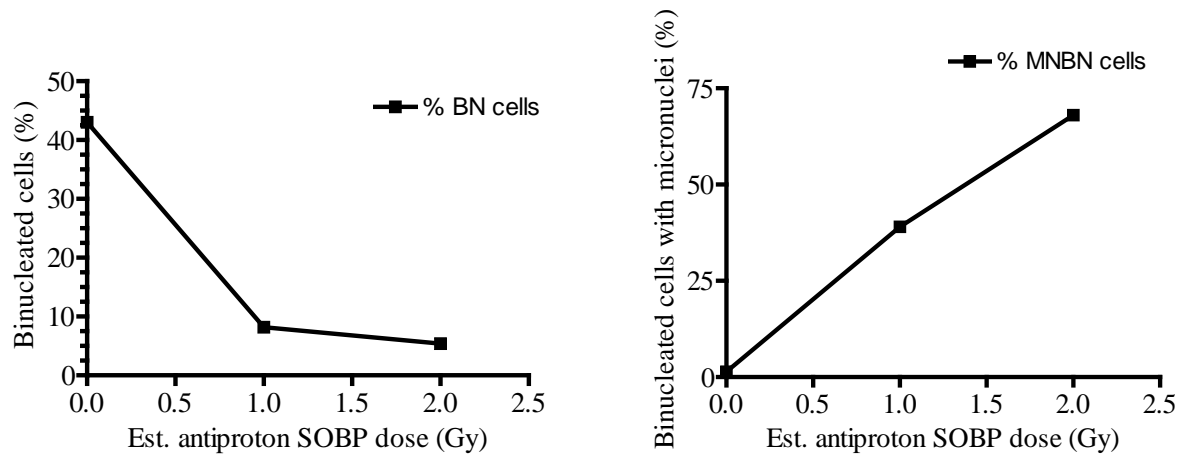 Binucleated cells (%)
50
40
30
20
10
0
% BN cells
0.0 0.5 1.0 1.5 2.0 2.5
Est. antiproton SOBP dose (Gy)
Binucleated cells with micronuclei (%)
75
50
25
0
% MNBN cells
0.0 0.5 1.0 1.5 2.0 2.5
Est. antiproton SOBP dose (Gy)